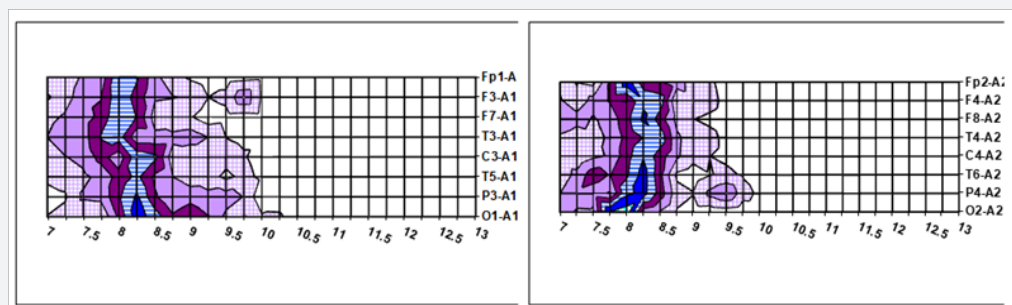 Fp1-A
F3-A1
F7-A1
T3-A1
C3-A1
T5-A1
P3-A1
O1-A1
7 7.5 8 8.5 9 9.5 10 10.5 11 11.5 12 12.5 13
Fp2-A2
F4-A2
F8-A2
T4-A2
C4-A2
T6-A2
P4-A2
O2-A2
7 7.5 8 8.5 9 9.5 10 10.5 11 11.5 12 12.5 13